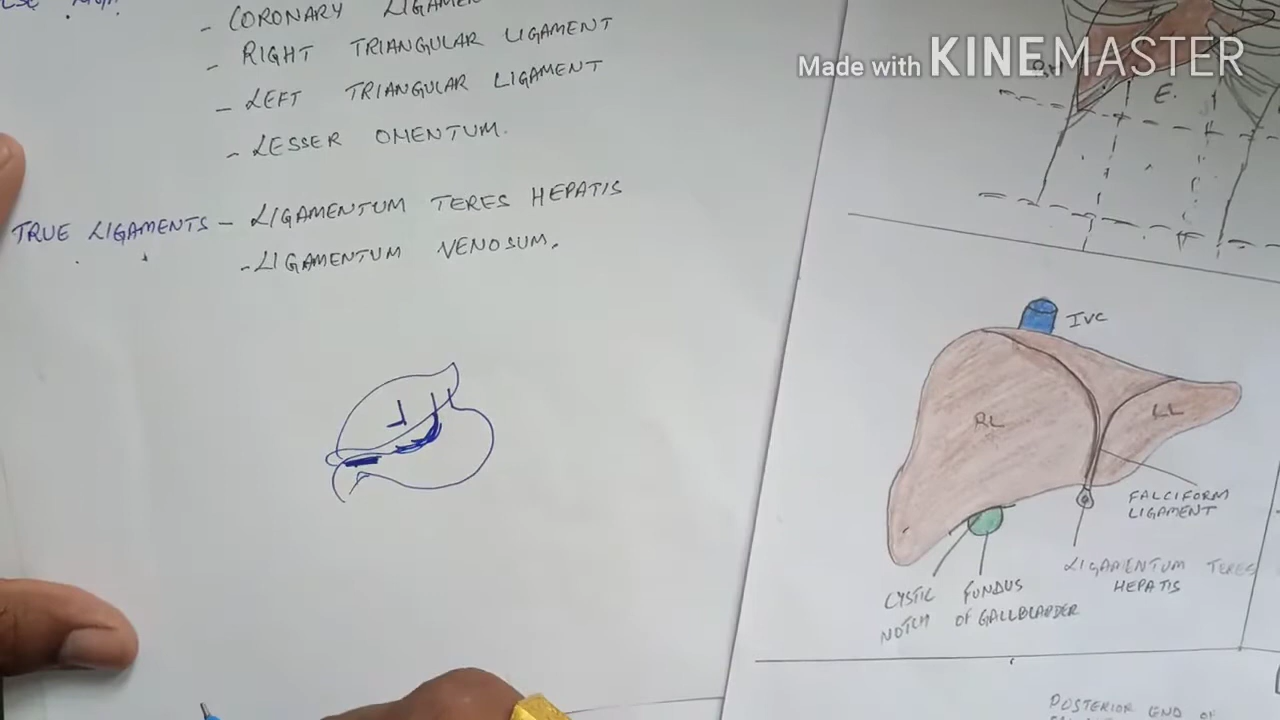 - CORONARY
- RIGHT TRIANGULAR LIGAMENT
- LEFT TRIANGULAR LIGAMENT
- LESSER OMENTUM.
TRUE LIGAMENTS - LIGAMENTUM TERES HEPATIS
- LIGAMENTUM VENOSUM.
Made with KINEMASTER
E.
IVC
RL
LL
FALCIFORM
LIGAMENT
LIGAMENTUM TERES
HEPATIS
CYSTIC
NOTCH
FUNDUS
OF GALLBLADDER
POSTERIOR END OF